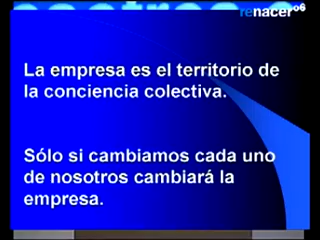 renacer06
La empresa es el territorio de
la conciencia colectiva.
Sólo si cambiamos cada uno
de nosotros cambiará la
empresa.